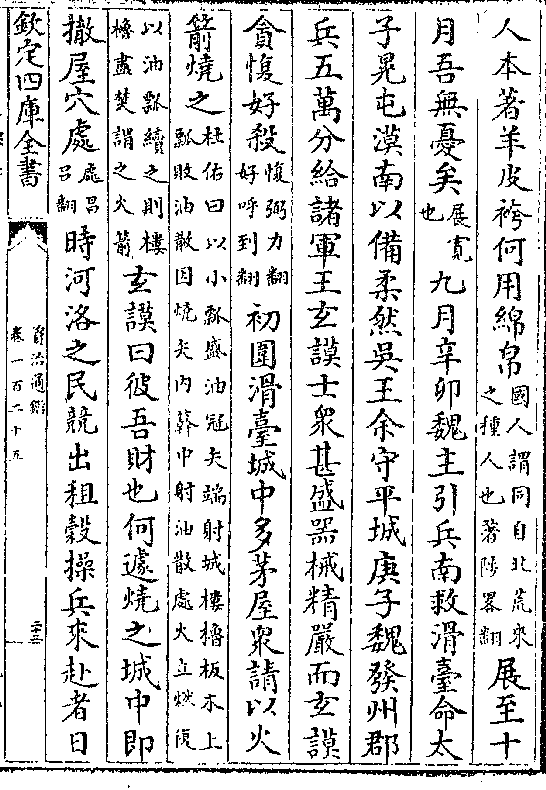 人本著羊皮袴何用綿帛國人謂同自北荒來之種人也著陟畧翻展至十
月吾無憂矣展寛也九月辛卯魏主引兵南救滑臺命太
子晃屯漠南以備柔然吳王余守平城庚子魏發州郡
兵五萬分給諸軍王玄謨士衆甚盛器械精嚴而玄謨
貪愎好殺愎弼力翻好呼到翻初圍滑臺城中多茅屋衆請以火
箭燒之杜佑曰以小瓢盛油冠矢端射城樓櫓板木上瓢敗油散因燒矢内簳中射油散處火立燃復
以油瓢續之則樓櫓盡焚謂之火箭玄謨曰彼吾財也何遽燒之城中即
撤屋穴處處昌呂翻時河洛之民競出租穀操兵來赴者日
欽定四庫全書
資治通鑑
卷一百二十五